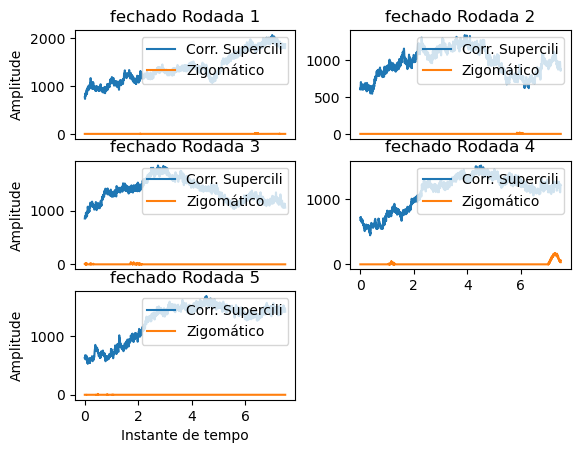 fechado Rodada 1
2000
1000
0
Amplitude
Corr. Supercili
Zigomático
fechado Rodada 2
1000
500
0
Corr. Supercili
Zigomático
fechado Rodada 3
1000
0
Amplitude
Corr. Supercili
Zigomático
fechado Rodada 4
1000
0
Corr. Supercili
Zigomático
0 2 4 6
fechado Rodada 5
1000
0
Amplitude
Corr. Supercili
Zigomático
0 2 4 6
Instante de tempo